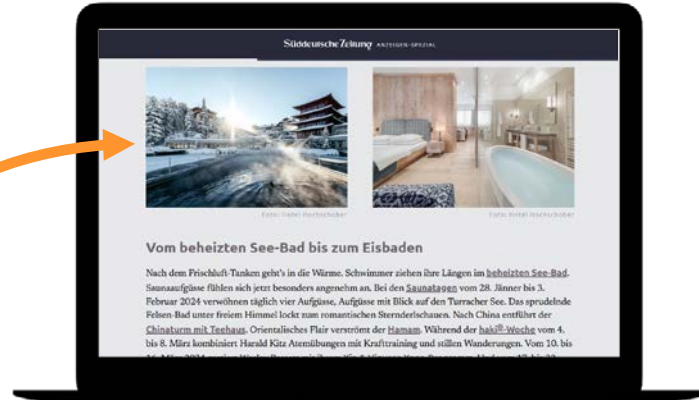 Süddeutsche Zeitung ANZEIGEN-SPEZIAL
Foto: Hotel Hochschober
Foto: Hotel Hochschober
Vom beheizten See-Bad bis zum Eisbaden
Nach dem Frischluft-Tanken geht's in die Wärme. Schwimmer ziehen ihre Längen im beheizten See-Bad.
Saunaaufgüsse fühlen sich jetzt besonders angenehm an. Bei den Saunatagen vom 28. Jänner bis 3.
Februar 2024 verwöhnen täglich vier Aufgüsse, Aufgüsse mit Blick auf den Turracher See. Das sprudelnde
Felsen-Bad unter freiem Himmel lockt zum romantischen Sternderlschauen. Nach China entführt der
Chinaturm mit Teehaus. Orientalisches Flair verströmt der Hamam. Während der haki®-Woche vom 4.
bis 8. März kombiniert Harald Kitz Atemübungen mit Krafttraining und stillen Wanderungen. Vom 10. bis